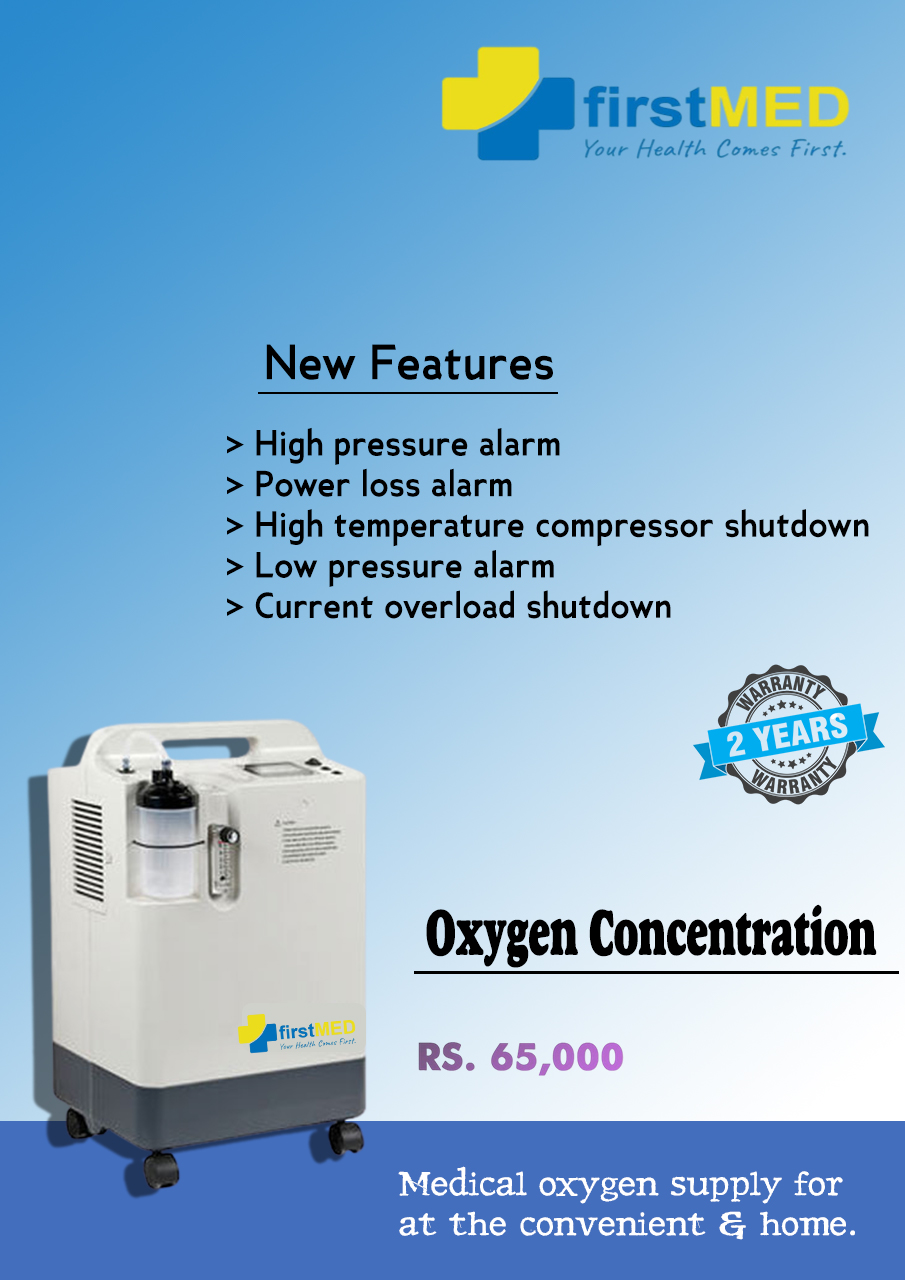 firstMED
Your Health Comes First.
New Features
> High pressure alarm
> Power loss alarm
> High temperature compressor shutdown
> Low pressure alarm
> Current overload shutdown
WARRANTY
2 YEARS
WARRANTY
Oxygen Concentration
firstMED
Your Health Comes First.
RS. 65,000
Medical oxygen supply for
at the convenient & home.